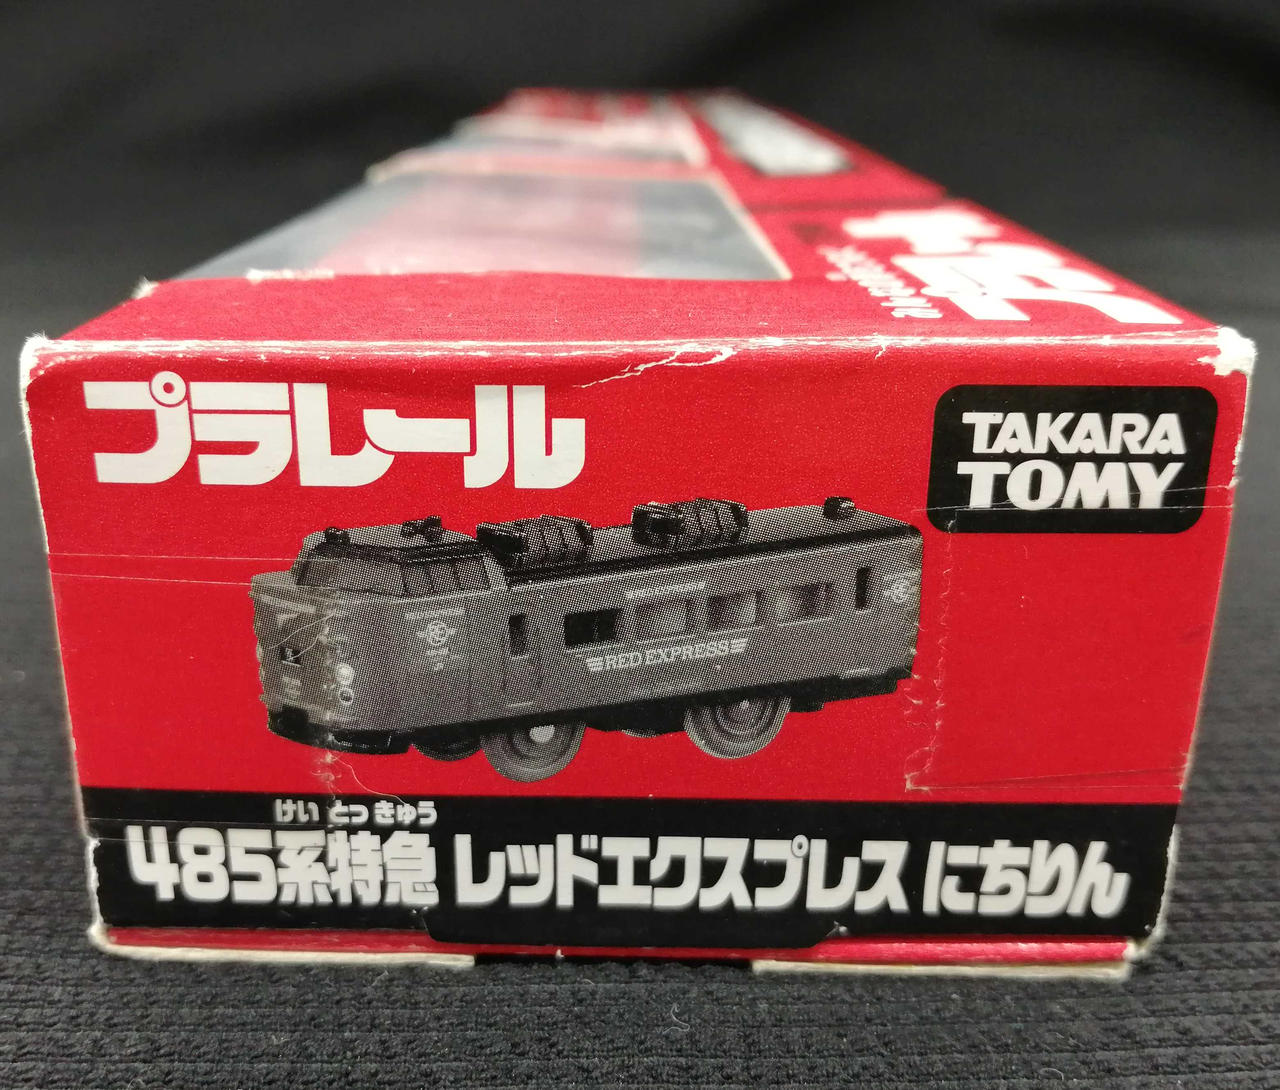 プラレール
TAKARA
TOMY
RED EXPRESS
けい とっきゅう
485系特急 レッドエクスプレス にちりん